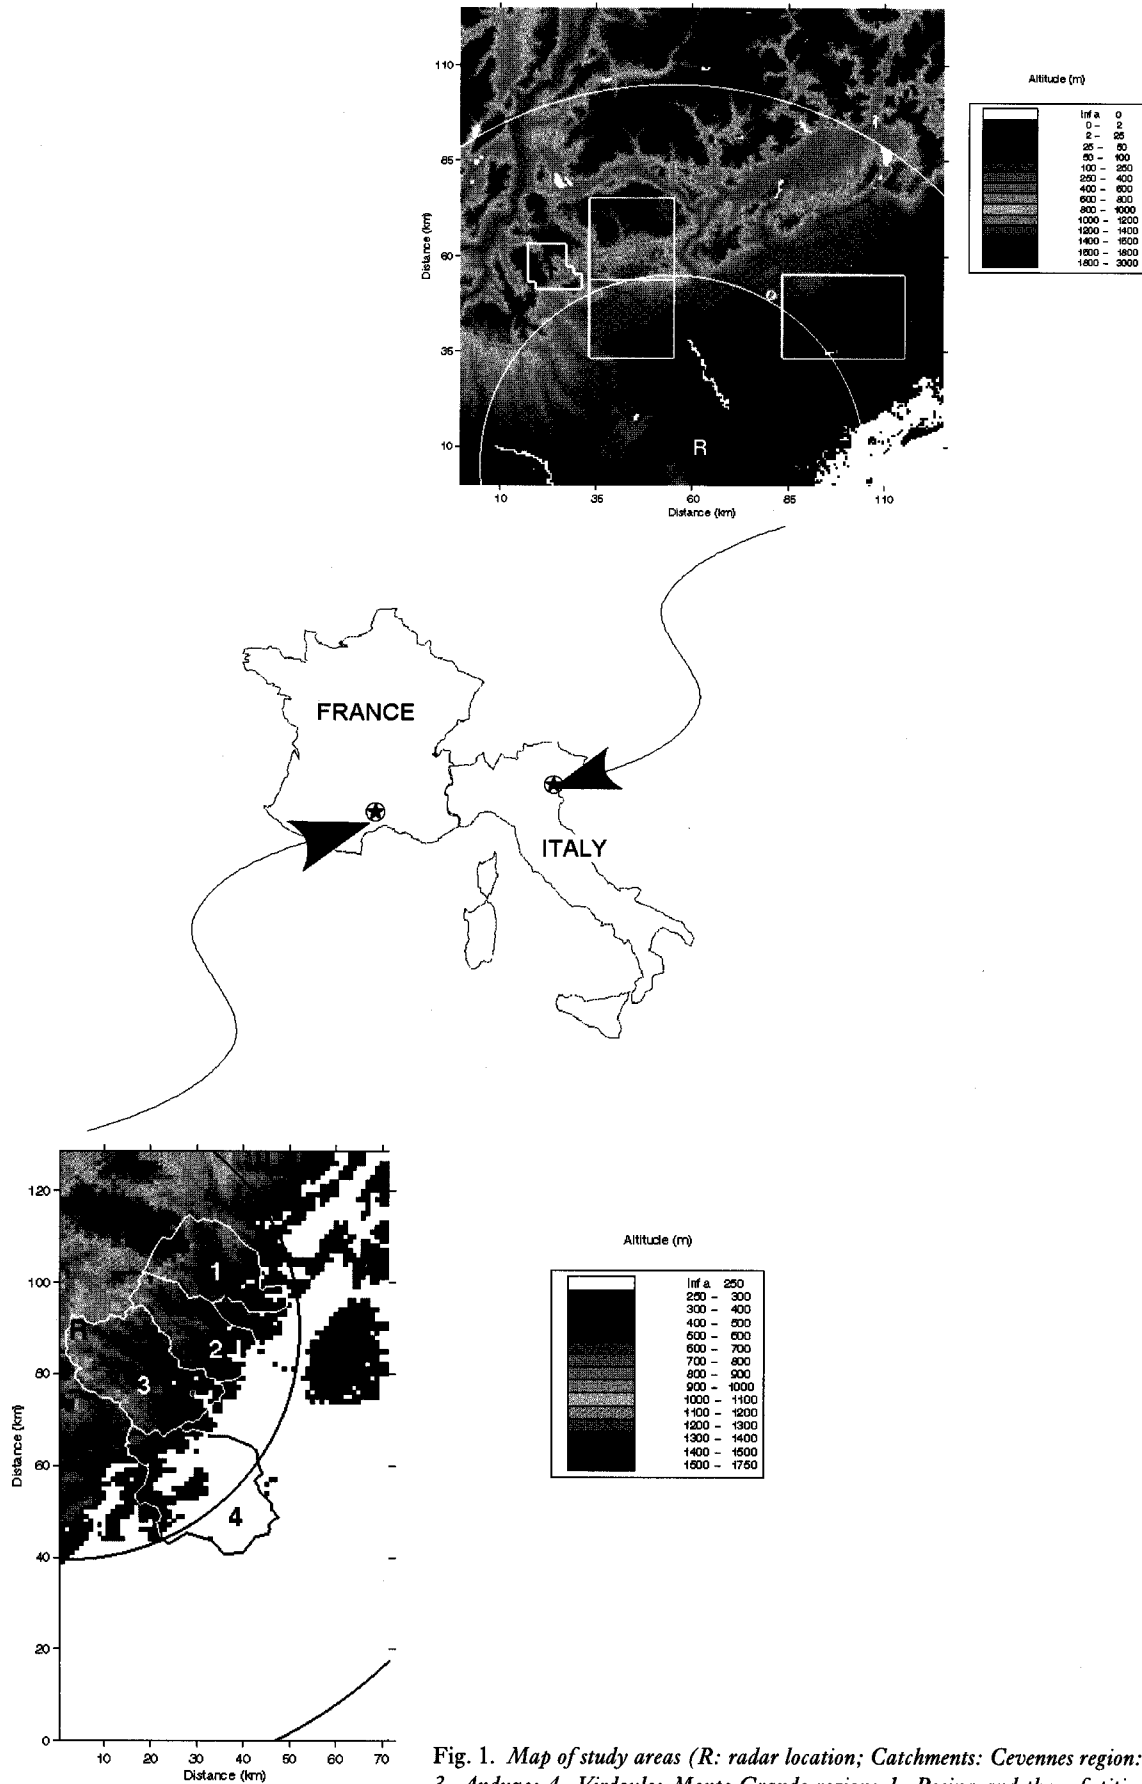 110
85
60
35
10
Distance (km)
R
10 35 60 85 110
Distance (km)
Altitude (m)
Inf a 0
0 - 2
2 - 25
25 - 50
50 - 100
100 - 250
250 - 400
400 - 600
600 - 800
800 - 1000
1000 - 1200
1200 - 1400
1400 - 1500
1500 - 1800
1800 - 3000
FRANCE
ITALY
120
100
80
60
40
20
0
Distance (km)
R
1
2
3
4
10 20 30 40 50 60 70
Distance (km)
Altitude (m)
Inf a 250
250 - 300
300 - 400
400 - 500
500 - 600
600 - 700
700 - 800
800 - 900
900 - 1000
1000 - 1100
1100 - 1200
1200 - 1300
1300 - 1400
1400 - 1500
1500 - 1750
Fig. 1. Map of study areas (R: radar location; Catchments: Cevennes region: